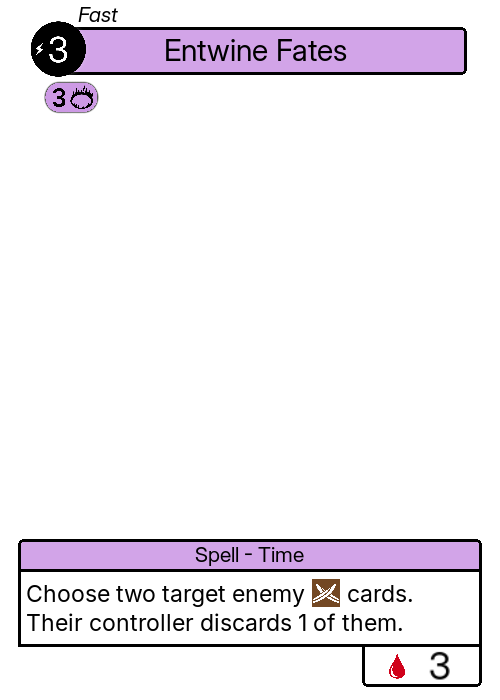 Fast
3 Entwine Fates
3
Spell - Time
Choose two target enemy cards.
Their controller discards 1 of them.
3